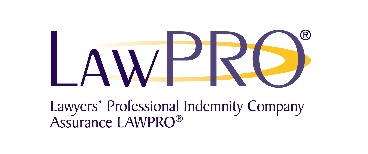 LAWPRO®
Lawyers' Professional Indemnity Company
Assurance LAWPRO®